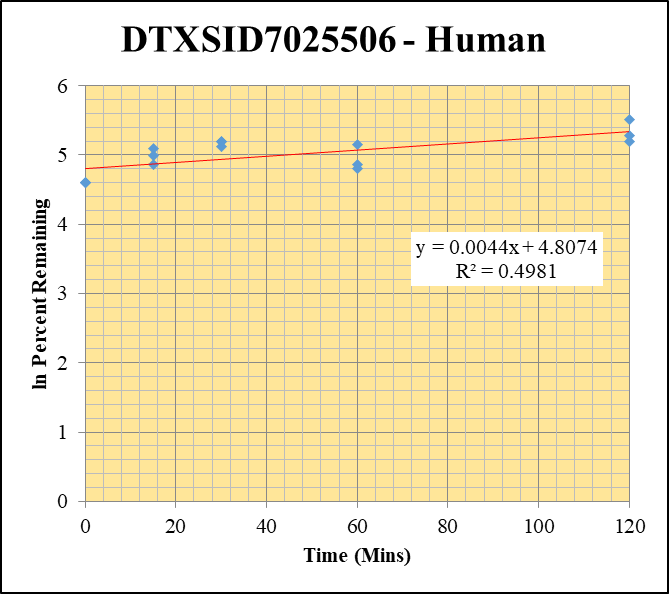 DTXSID7025506 - Human
6
5
4
3
2
1
0
ln Percent Remaining
y = 0.0044x + 4.8074
R² = 0.4981
0 20 40 60 80 100 120
Time (Mins)